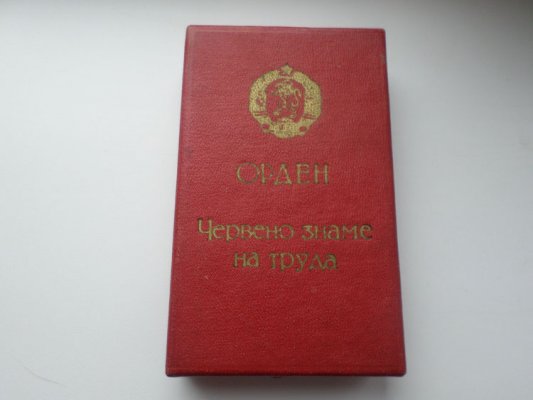 ОРДЕН
Червено знаме
на труда